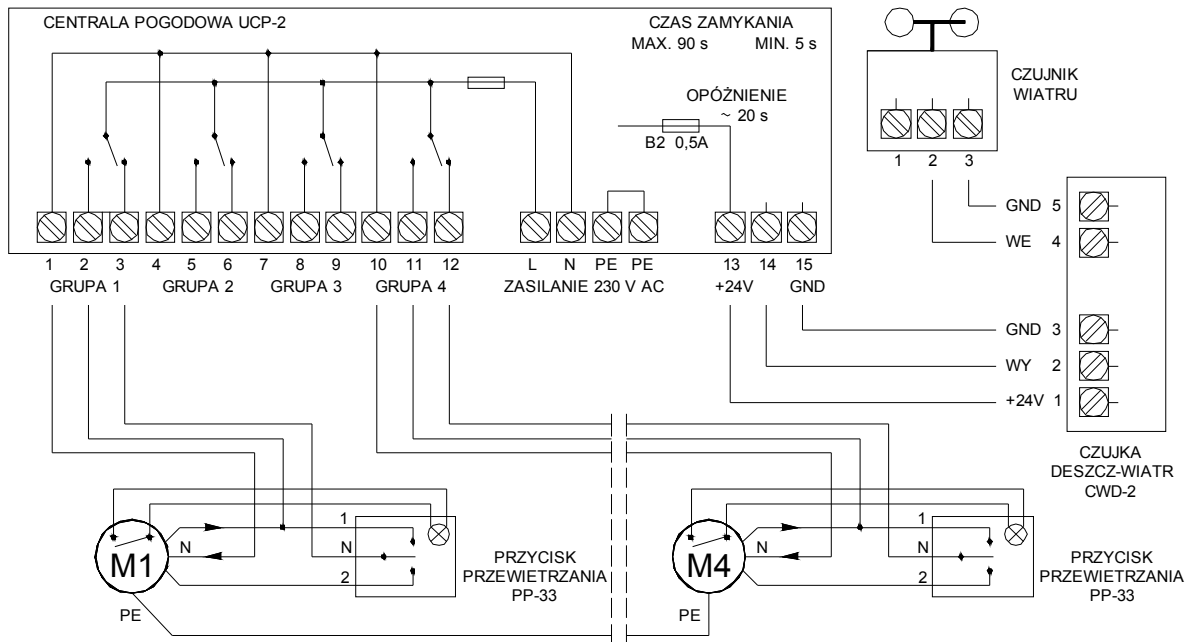 CENTRALA POGODOWA UCP-2
CZAS ZAMYKANIA
MAX. 90 s MIN. 5 s
OPÓŹNIENIE
~ 20 s
B2 0,5A
CZUJNIK
WIATRU
1 2 3
GND 5
WE 4
GND 3
WY 2
+24V 1
CZUJKA
DESZCZ-WIATR
CWD-2
1 2 3 4 5 6 7 8 9 10 11 12 L N PE PE 13 14 15
GRUPA 1 GRUPA 2 GRUPA 3 GRUPA 4 ZASILANIE 230 V AC +24V GND
M1
1
N N
2
PE
PRZYCISK
PRZEWIETRZANIA
PP-33
M4
1
N N
2
PE
PRZYCISK
PRZEWIETRZANIA
PP-33